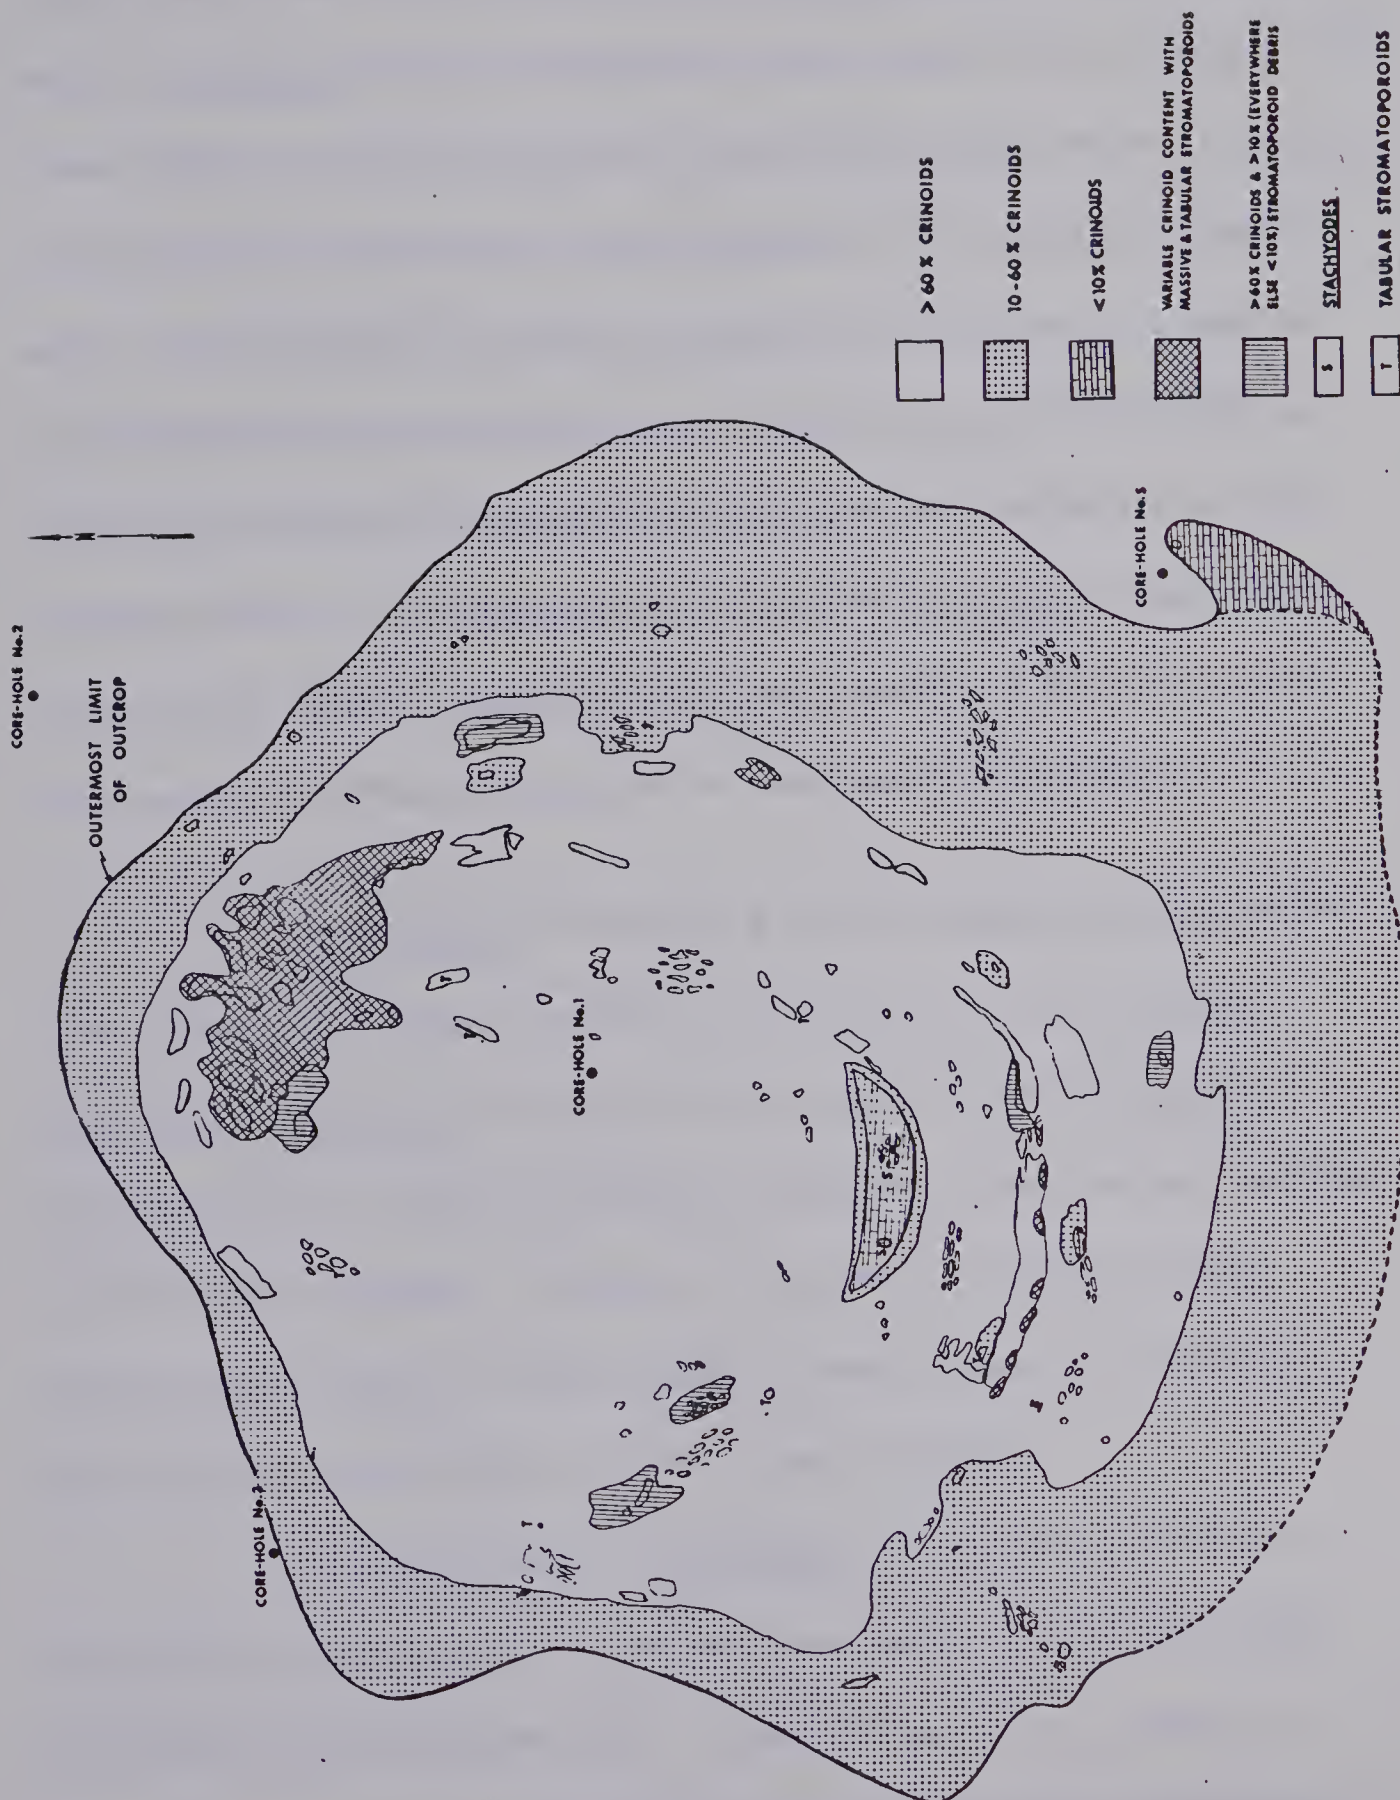 CORE-HOLE No.2
OUTERMOST LIMIT
OF OUTCROP
N
CORE-HOLE No.1
CORE-HOLE No.3
CORE-HOLE No.5
T
T
T
T
T
S
S
S
> 60 % CRINOIDS
10-60 % CRINOIDS
<10% CRINOIDS
VARIABLE CRINOID CONTENT WITH
MASSIVE & TABULAR STROMATOPOROIDS
>60% CRINOIDS & >10% (EVERYWHERE
ELSE <10%) STROMATOPOROID DEBRIS
S STACHYODES
T TABULAR STROMATOPOROIDS